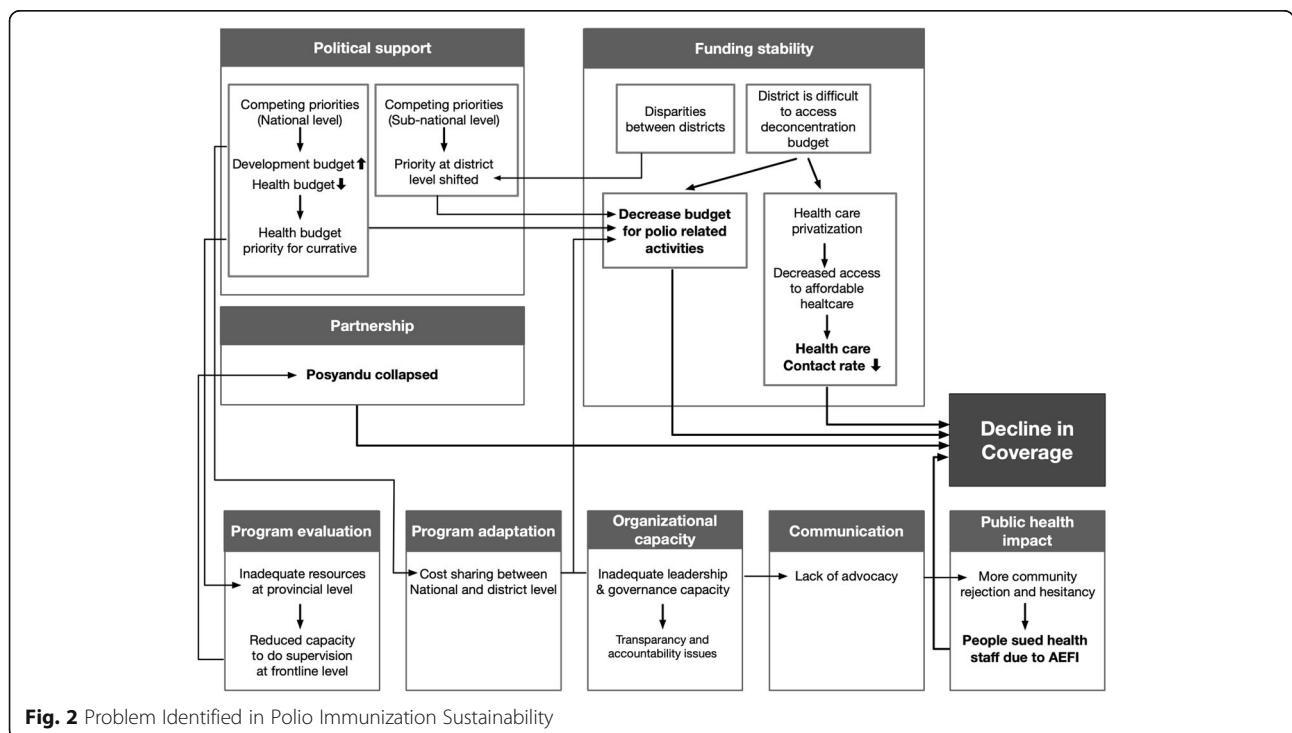 Political support
Competing priorities
(National level)
Development budget⬆
Health budget⬇
Health budget
priority for currative
Competing priorities
(Sub-national level)
Priority at district
level shifted
Funding stability
Disparities
between districts
District is difficult
to access
deconcentration
budget
Decrease budget
for polio related
activities
Health care
privatization
Decreased access
to affordable
healtcare
Health care
Contact rate ⬇
Partnership
Posyandu collapsed
Decline in
Coverage
Program evaluation
Inadequate resources
at provincial level
Reduced capacity
to do supervision
at frontline level
Program adaptation
Cost sharing between
National and district level
Organizational
capacity
Inadequate leadership
& governance capacity
Transparancy and
accountability issues
Communication
Lack of advocacy
Public health
impact
More community
rejection and hesitancy
People sued health
staff due to AEFI
Fig. 2 Problem Identified in Polio Immunization Sustainability